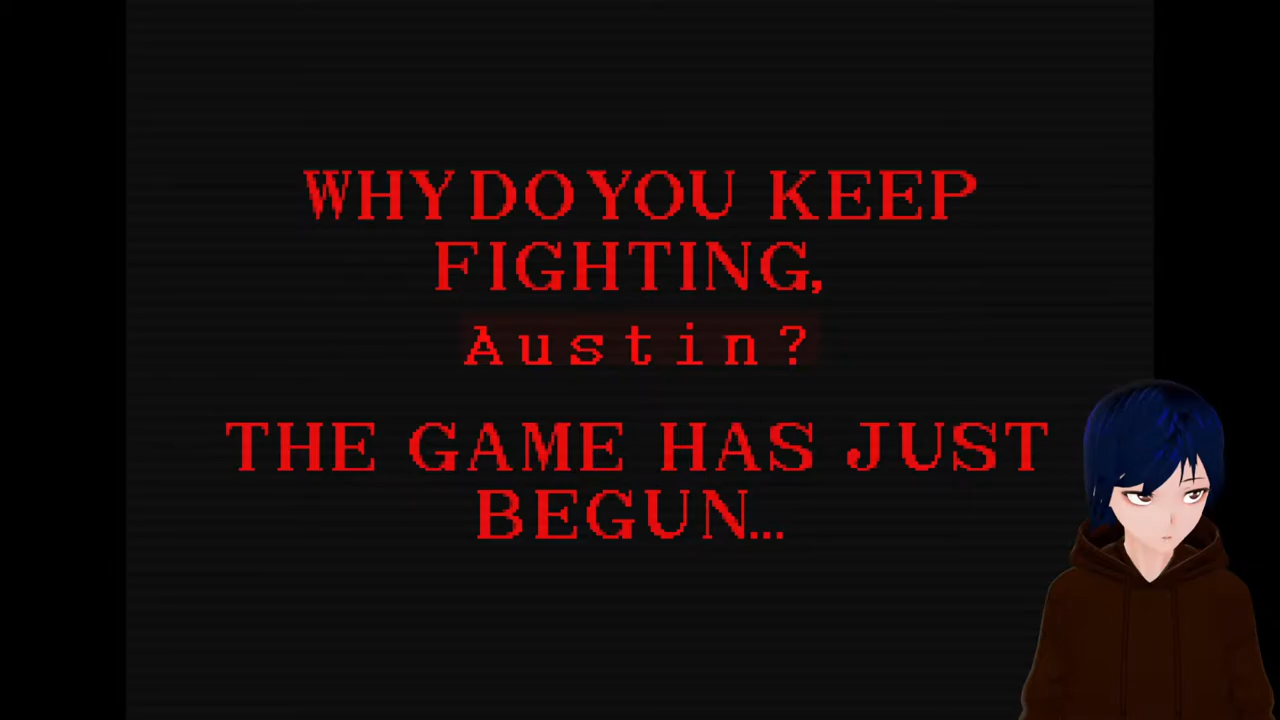 WHY DO YOU KEEP
FIGHTING,
Austin?
THE GAME HAS JUST
BEGUN...